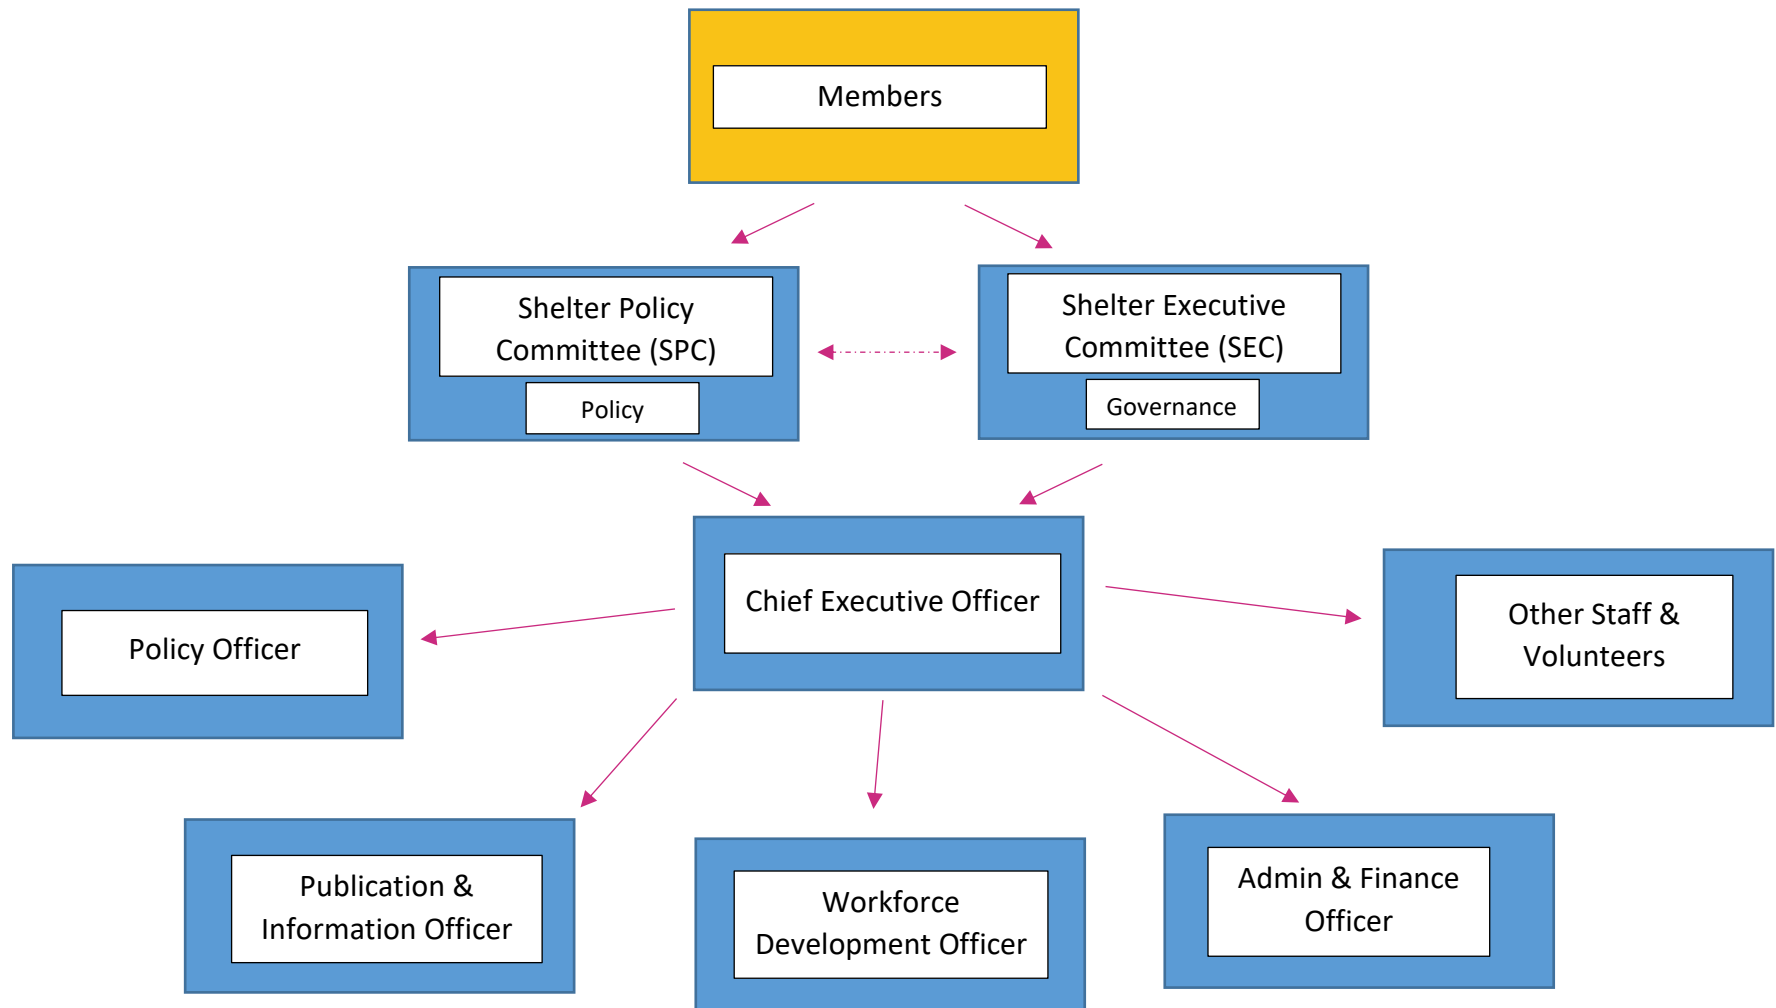 Members
Shelter Policy
Committee (SPC)
Policy
Shelter Executive
Committee (SEC)
Governance
Chief Executive Officer
Policy Officer
Other Staff &
Volunteers
Publication &
Information Officer
Workforce
Development Officer
Admin & Finance
Officer